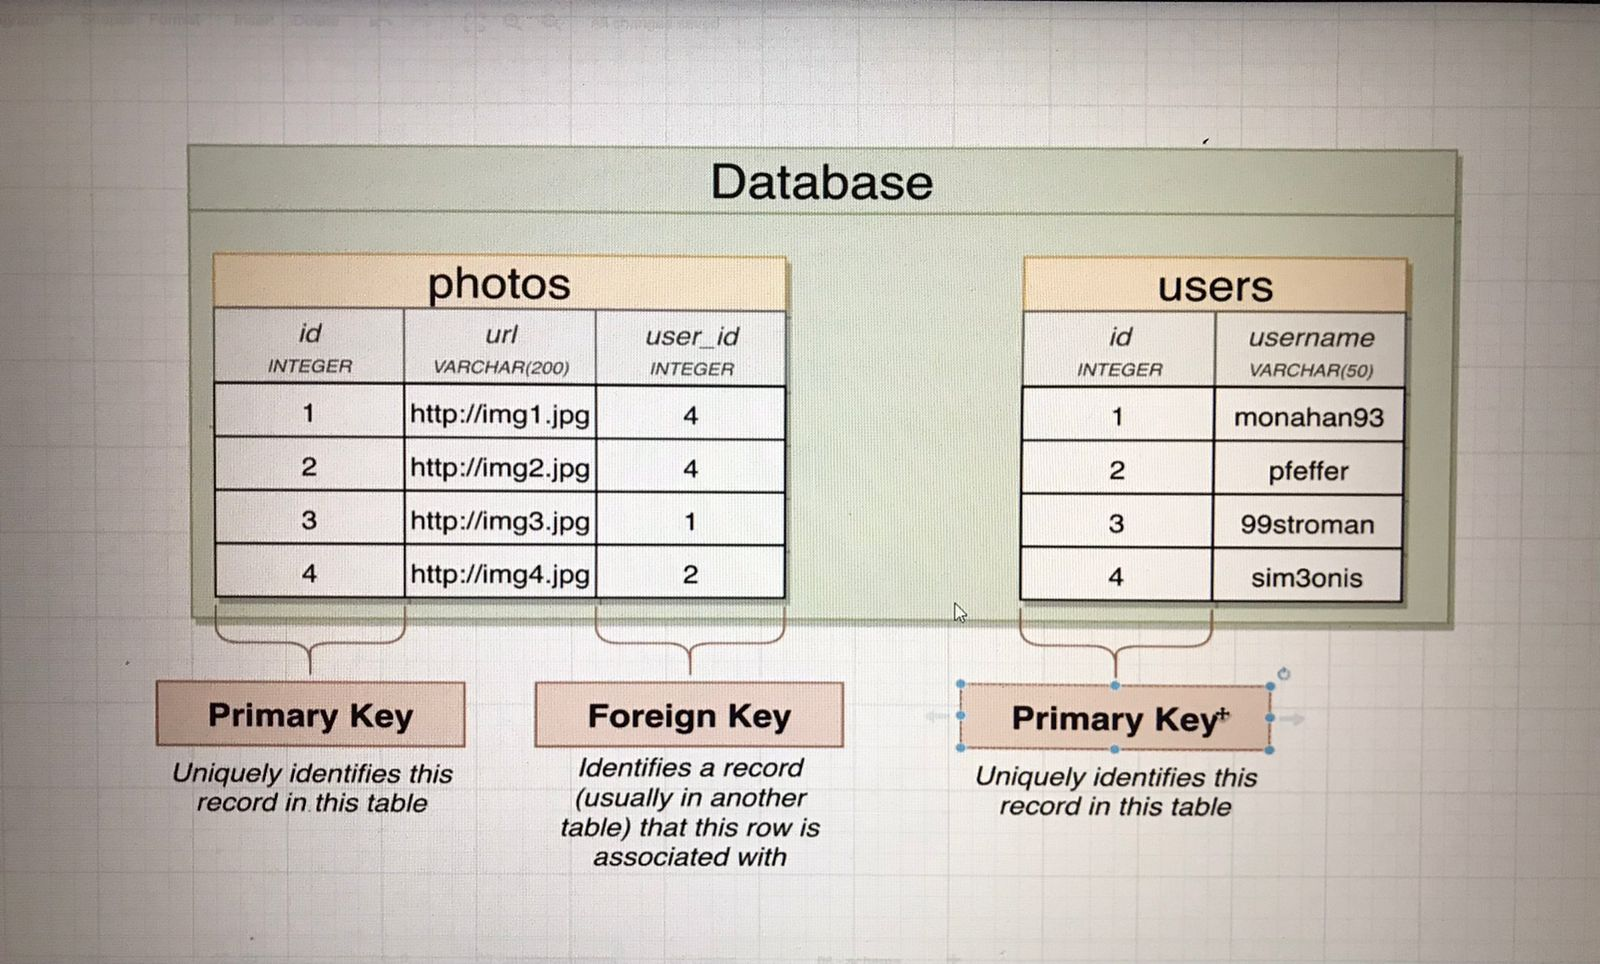 Database
photos
id url user_id
INTEGER VARCHAR(200) INTEGER
1 http://img1.jpg 4
2 http://img2.jpg 4
3 http://img3.jpg 1
4 http://img4.jpg 2
users
id username
INTEGER VARCHAR(50)
1 monahan93
2 pfeffer
3 99stroman
4 sim3onis
Primary Key
Uniquely identifies this
record in this table
Foreign Key
Identifies a record
(usually in another
table) that this row is
associated with
Primary Key
Uniquely identifies this
record in this table